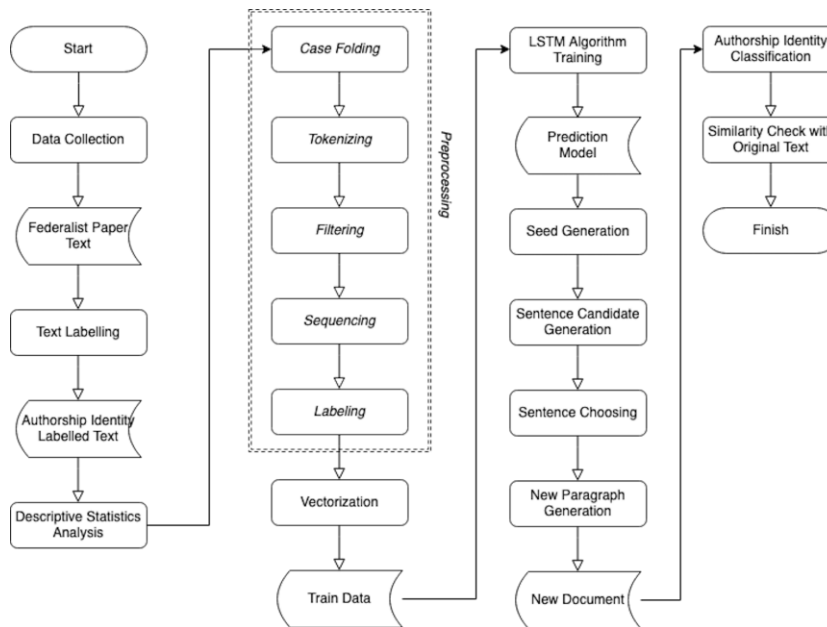 Start
Data Collection
Federalist Paper
Text
Text Labelling
Authorship Identity
Labelled Text
Descriptive Statistics
Analysis
Case Folding
Tokenizing
Filtering
Sequencing
Labeling
Preprocessing
Vectorization
Train Data
LSTM Algorithm
Training
Prediction
Model
Seed Generation
Sentence Candidate
Generation
Sentence Choosing
New Paragraph
Generation
New Document
Authorship Identity
Classification
Similarity Check with
Original Text
Finish